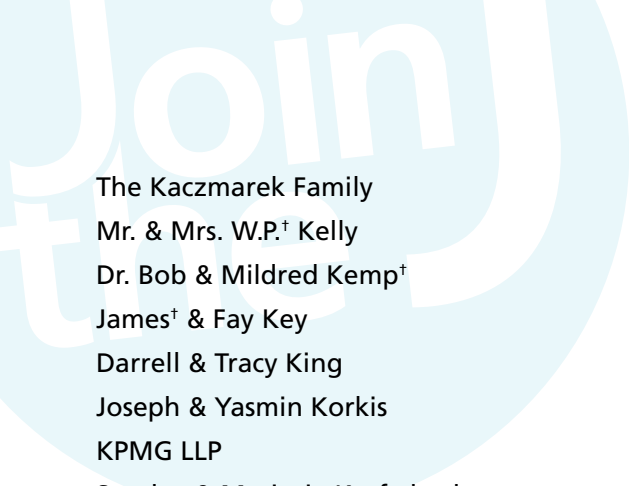 Join
the J
The Kaczmarek Family
Mr. & Mrs. W.P.† Kelly
Dr. Bob & Mildred Kemp†
James† & Fay Key
Darrell & Tracy King
Joseph & Yasmin Korkis
KPMG LLP